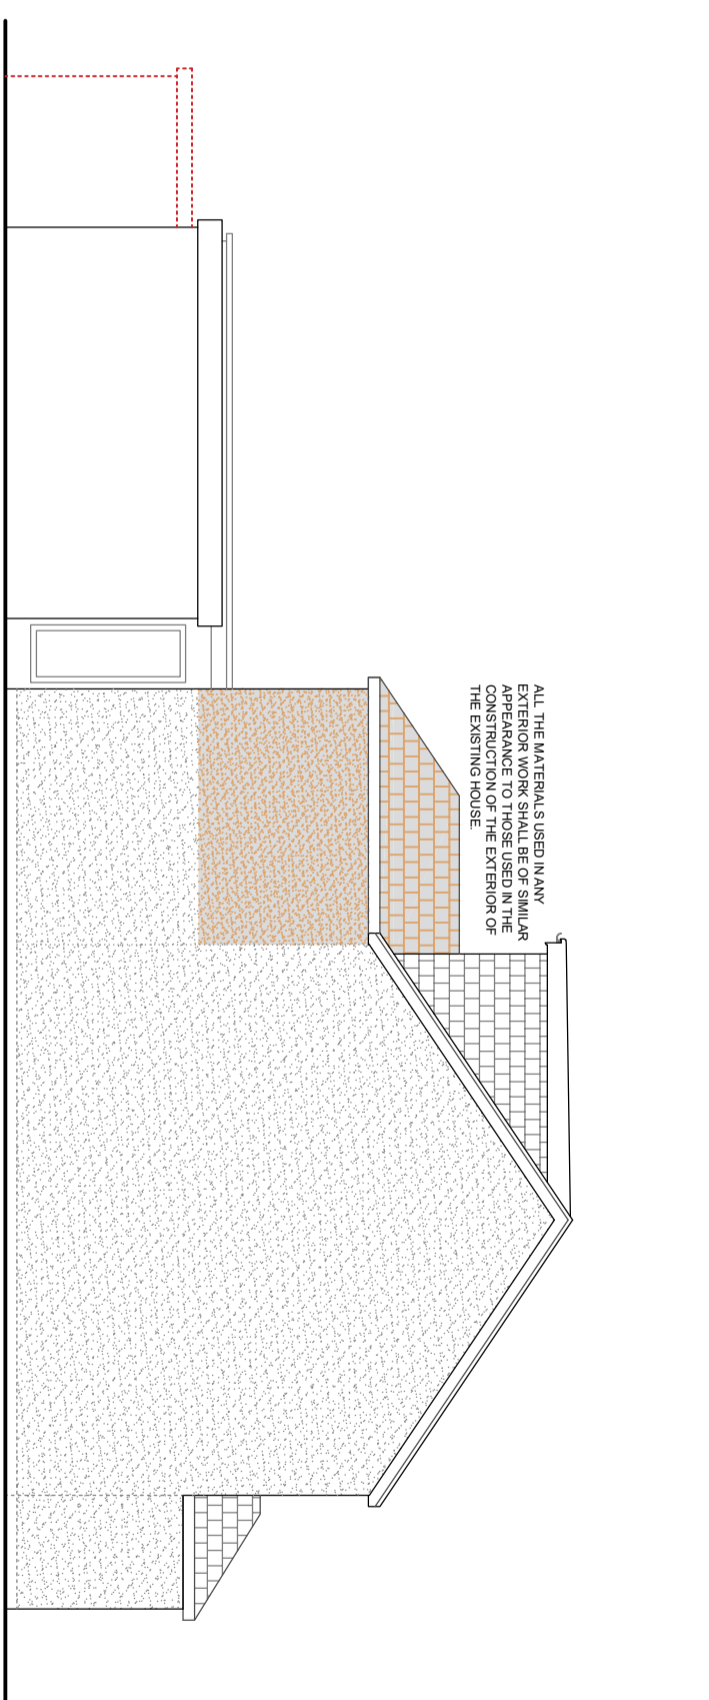 ALL THE MATERIALS USED IN ANY
EXTERIOR WORK SHALL BE OF SIMILAR
APPEARANCE TO THOSE USED IN THE
CONSTRUCTION OF THE EXTERIOR OF
THE EXISTING HOUSE.